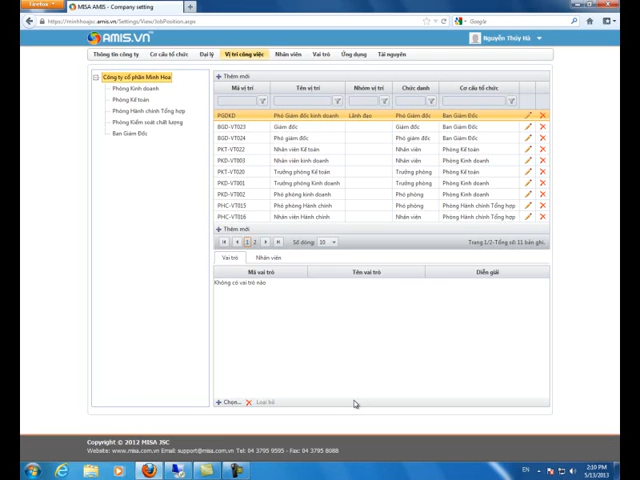 Firefox
MISA AMIS - Company setting
https://minhhoajsc.amis.vn/Settings/View/JobPosition.aspx
Google
AMIS.VN
Nguyễn Thúy Hà
Thông tin công ty
Cơ cấu tổ chức
Đại lý
Vị trí công việc
Nhân viên
Vai trò
Ứng dụng
Tài nguyên
Công ty cổ phần Minh Hoa
Phòng Kinh doanh
Phòng Kế toán
Phòng Hành chính Tổng hợp
Phòng Kiểm soát chất lượng
Ban Giám Đốc
Thêm mới
Mã vị trí Tên vị trí Nhóm vị trí Chức danh Cơ cấu tổ chức
PGDKD Phó Giám đốc kinh doanh Lãnh đạo Phó Giám đốc Ban Giám Đốc
BGD-VT023 Giám đốc Giám đốc Ban Giám Đốc
BGD-VT024 Phó giám đốc Phó giám đốc Ban Giám Đốc
PKT-VT022 Nhân viên Kế toán Nhân viên Phòng Kế toán
PKD-VT003 Nhân viên kinh doanh Nhân viên Phòng Kinh doanh
PKT-VT020 Trưởng phòng Kế toán Trưởng phòng Phòng Kế toán
PKD-VT001 Trưởng phòng Kinh doanh Trưởng phòng Phòng Kinh doanh
PKD-VT002 Phó phòng kinh doanh Phó phòng Phòng Kinh doanh
PHC-VT015 Phó phòng Hành chính Phó phòng Phòng Hành chính Tổng hợp
PHC-VT016 Nhân viên Hành chính Nhân viên Phòng Hành chính Tổng hợp
Thêm mới
1 2 Số dòng: 10 Trang 1/2-Tổng số: 11 bản ghi.
Vai trò Nhân viên
Mã vai trò Tên vai trò Diễn giải
Không có vai trò nào
Chọn... Loại bỏ
Copyright © 2012 MISA JSC
Website: www.misa.com.vn Email: support@misa.com.vn Tel: 04 3795 9595 - Fax: 04 3795 8088
EN
2:10 PM
5/13/2013